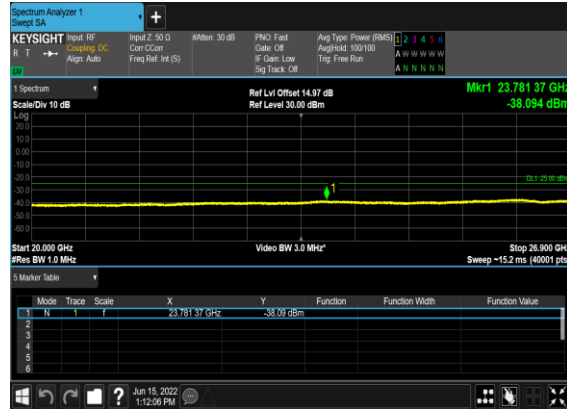 Spectrum Analyzer 1
Swept SA
+
KEYSIGHT Input: RF Input Z: 50 Ω #Atten: 30 dB PNO: Fast Avg Type: Power (RMS) 1 2 3 4 5 6
R T Coupling: DC Corr CCorr Gate: Off Avg|Hold: 100/100 A W W W W W
Align: Auto Freq Ref: Int (S) IF Gain: Low Trig: Free Run
Sig Track: Off A N N N N N
1 Spectrum Ref Lvl Offset 14.97 dB Mkr1 23.781 37 GHz
Scale/Div 10 dB Ref Level 30.00 dBm -38.094 dBm
Log
20.0
10.0
0.00
-10.0
-20.0 DL1 -25.00 dBm
-30.0 1
-40.0
-50.0
-60.0
Start 20.000 GHz Video BW 3.0 MHz* Stop 26.900 GHz
#Res BW 1.0 MHz Sweep ~15.2 ms (40001 pts)
5 Marker Table
Mode Trace Scale X Y Function Function Width Function Value
1 N 1 f 23.781 37 GHz -38.09 dBm
2
3
4
5
6
? Jun 15, 2022
1:12:06 PM